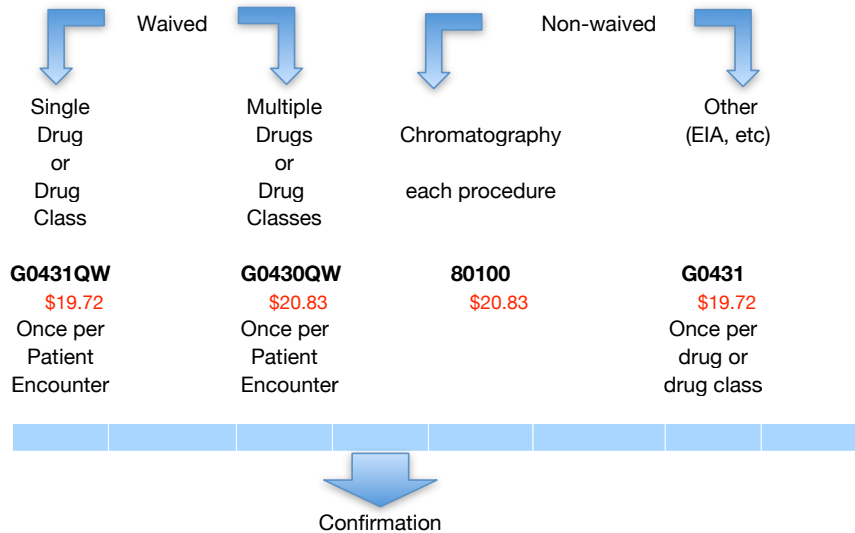 Waived
Non-waived
Single
Drug
or
Drug
Class
Multiple
Drugs
or
Drug
Classes
Chromatography
each procedure
Other
(EIA, etc)
G0431QW
$19.72
Once per
Patient
Encounter
G0430QW
$20.83
Once per
Patient
Encounter
80100
$20.83
G0431
$19.72
Once per
drug or
drug class
Confirmation